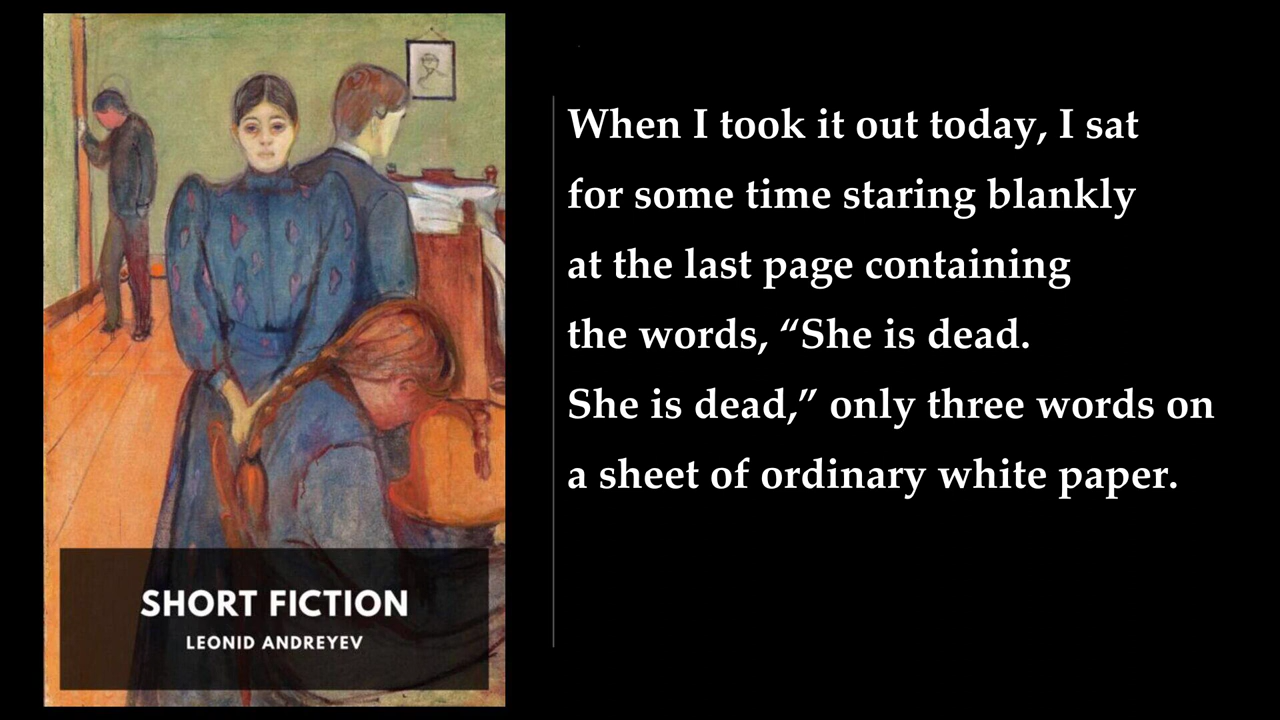 SHORT FICTION
LEONID ANDREYEV
When I took it out today, I sat
for some time staring blankly
at the last page containing
the words, “She is dead.
She is dead,” only three words on
a sheet of ordinary white paper.